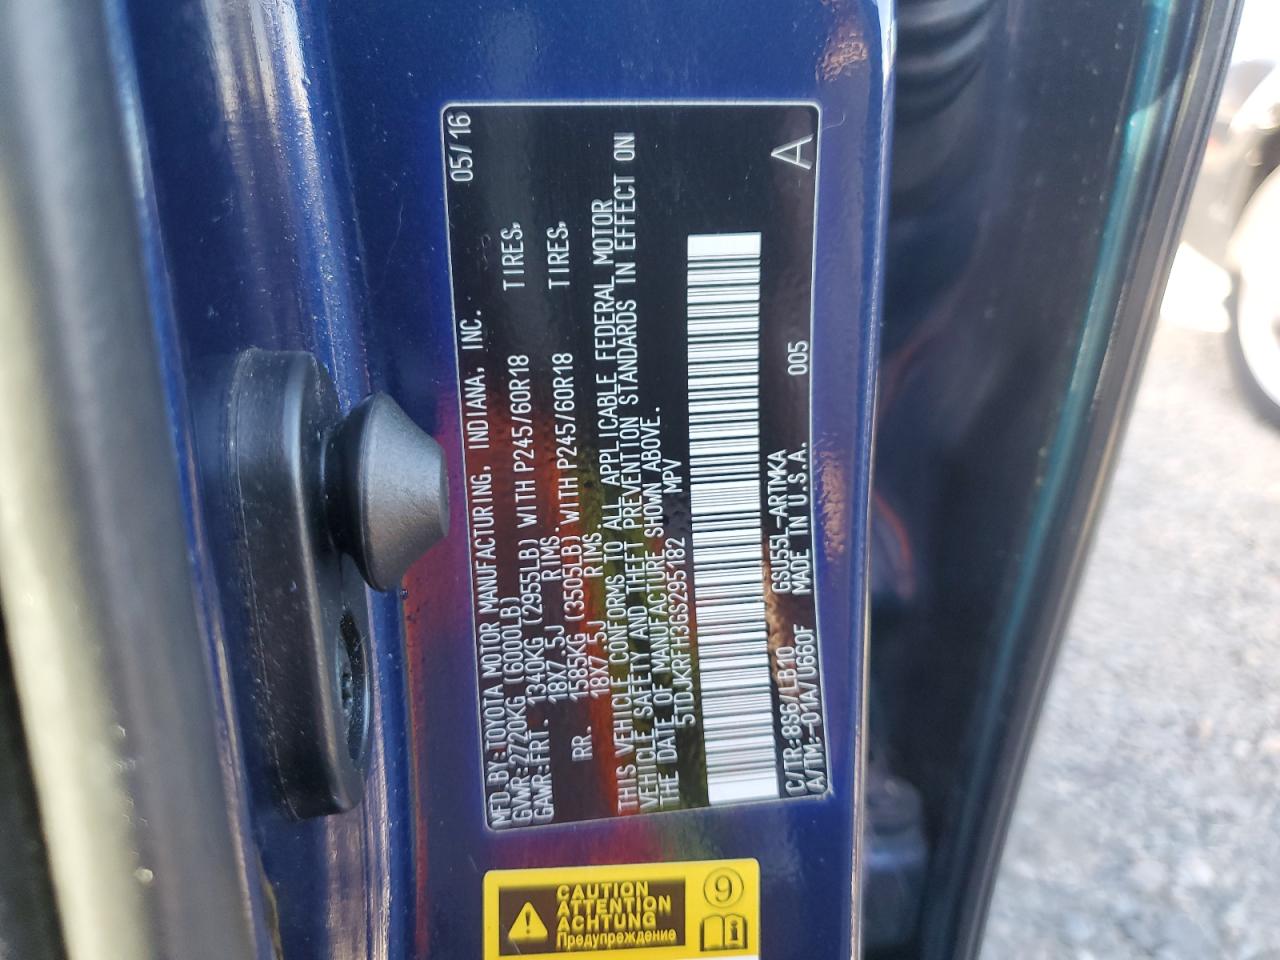 MFD BY: TOYOTA MOTOR MANUFACTURING, INDIANA, INC. 05/16
GVWR: 2720KG (6000LB)
GAWR: FRT. 1340KG (2955LB) WITH P245/60R18 TIRES,
18X7.5J RIMS.
RR. 1585KG (3505LB) WITH P245/60R18 TIRES,
18X7.5J RIMS.
THIS VEHICLE CONFORMS TO ALL APPLICABLE FEDERAL MOTOR
VEHICLE SAFETY AND THEFT PREVENTION STANDARDS IN EFFECT ON
THE DATE OF MANUFACTURE SHOWN ABOVE.
5TDJKRFH3GS295182 MPV
C/TR:8S6/LB10 GSU55L-ARTMKA
A/TM:-01A/U660F MADE IN U.S.A. 005 A
CAUTION
ATTENTION
ACHTUNG
Предупреждение
9